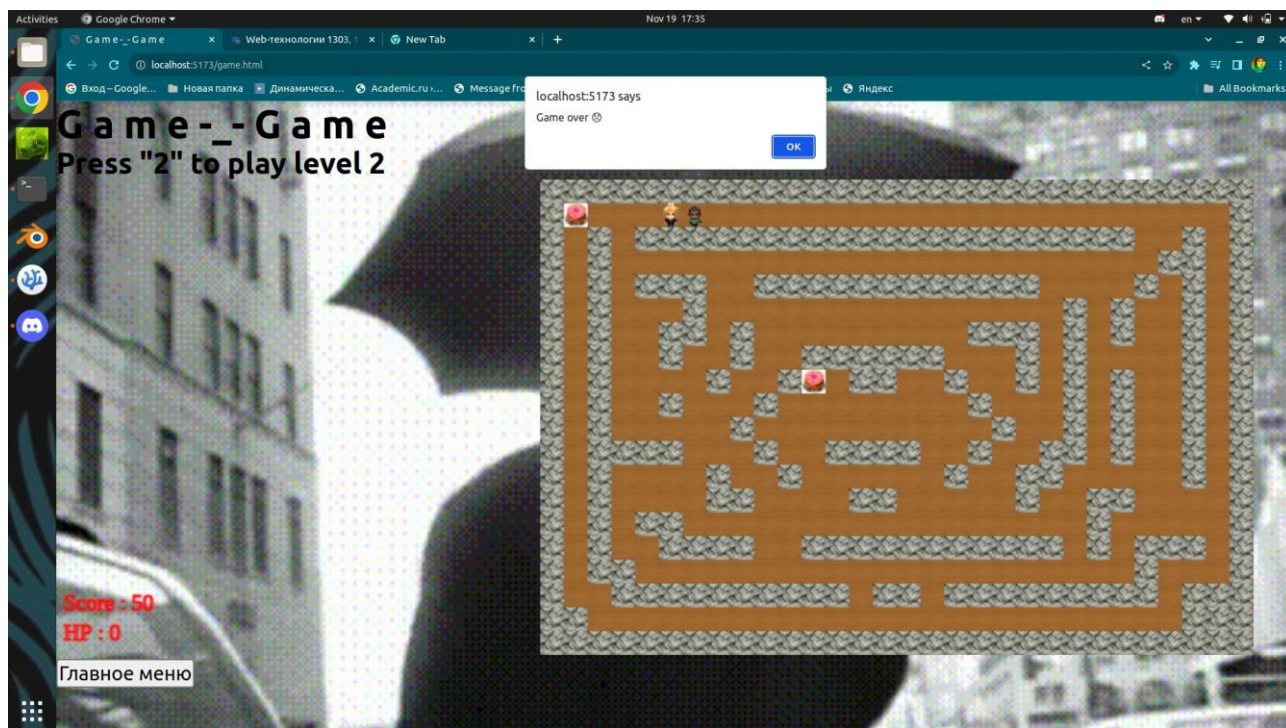 Activities Google Chrome Nov 19 17:35 en
G a m e -_- G a m e Web-технологии 1303, 1 New Tab
localhost:5173/game.html
Вход – Google... Новая папка Динамическа... Academic.ru ›... Message fro ы Яндекс All Bookmarks
localhost:5173 says
Game over ☹
OK
G a m e -_- G a m e
Press "2" to play level 2
Score : 50
HP : 0
Главное меню